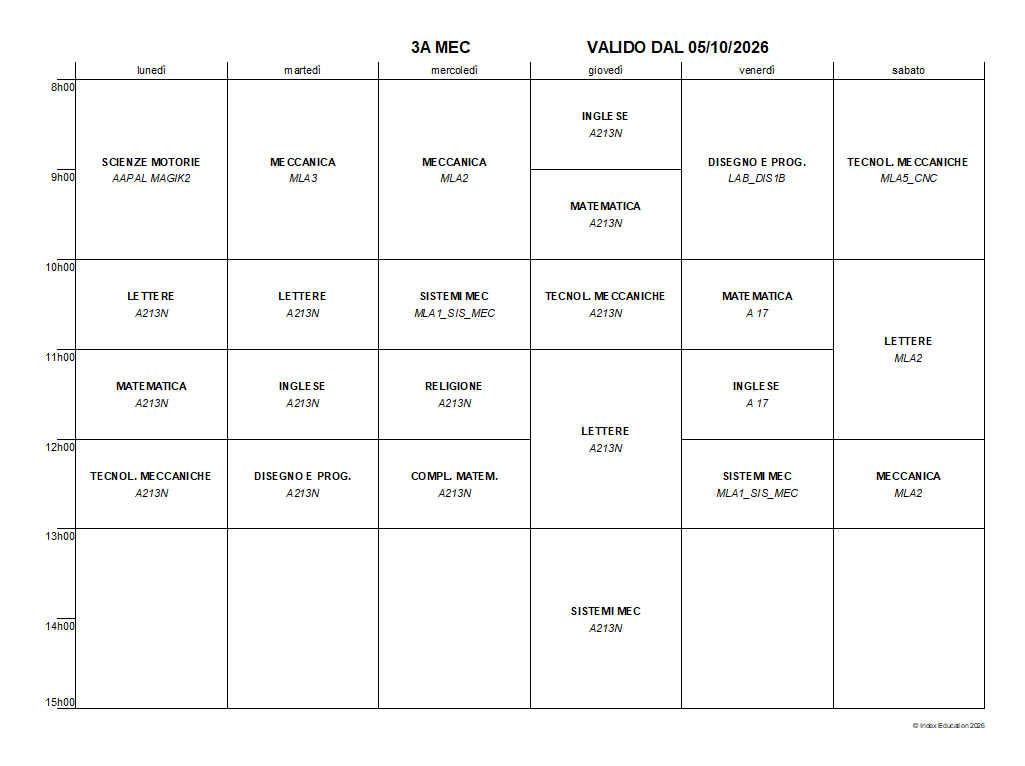 3A MEC VALIDO DAL 05/10/2026
lunedì martedì mercoledì giovedì venerdì sabato
8h00
INGLESE
A213N
SCIENZE MOTORIE MECCANICA MECCANICA DISEGNO E PROG. TECNOL. MECCANICHE
9h00 AAPAL MAGIK2 MLA3 MLA2 LAB_DIS1B MLA5_CNC
MATEMATICA
A213N
10h00
LETTERE LETTERE SISTEMI MEC TECNOL. MECCANICHE MATEMATICA
A213N A213N MLA1_SIS_MEC A213N A 17
LETTERE
11h00 MLA2
MATEMATICA INGLESE RELIGIONE INGLESE
A213N A213N A213N A 17
LETTERE
12h00 A213N
TECNOL. MECCANICHE DISEGNO E PROG. COMPL. MATEM. SISTEMI MEC MECCANICA
A213N A213N A213N MLA1_SIS_MEC MLA2
13h00
SISTEMI MEC
14h00 A213N
15h00
© Index Education 2026